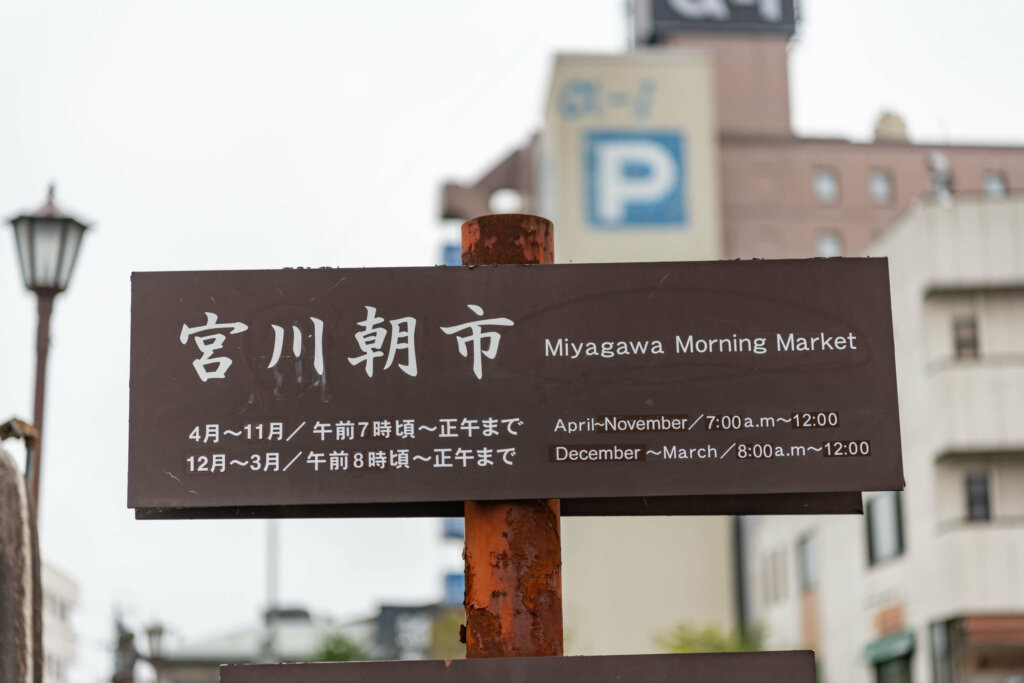 α-1
P
宮川朝市 Miyagawa Morning Market
4月～11月／午前7時頃～正午まで April~November／7:00a.m～12:00
12月～3月／午前8時頃～正午まで December～March／8:00a.m～12:00